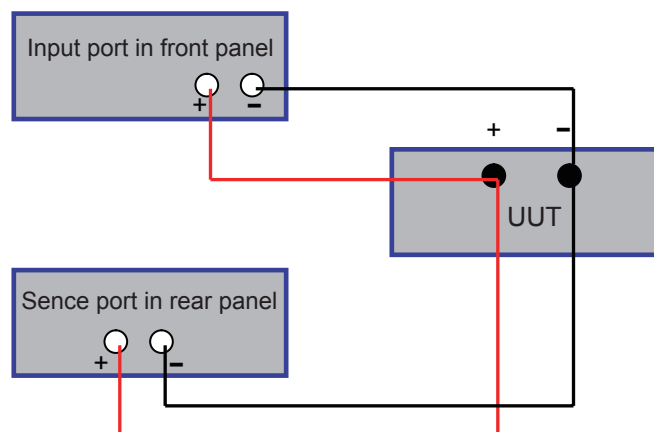 Input port in front panel
+ −
+ −
UUT
Sence port in rear panel
+ −